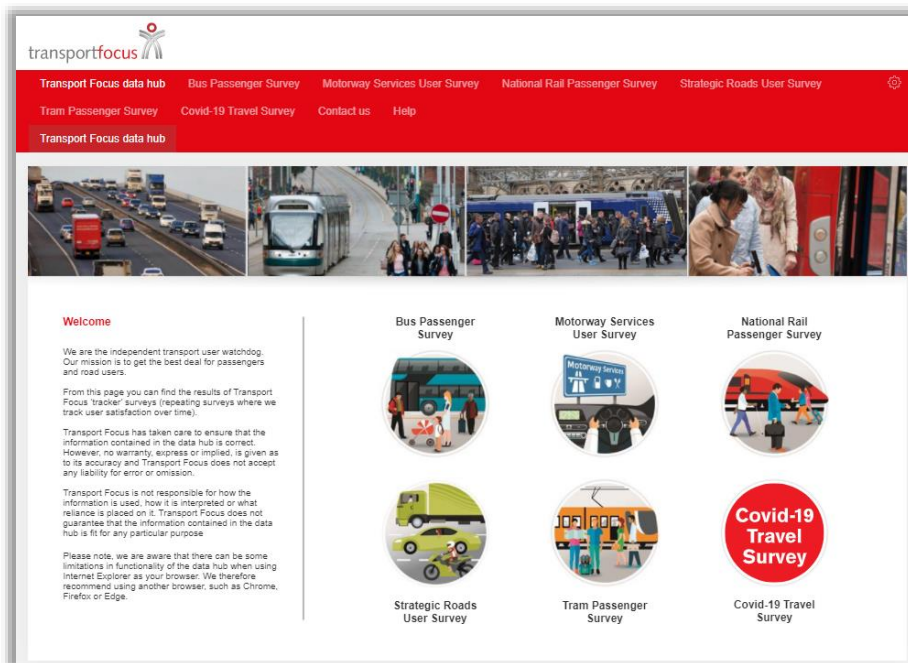 transportfocus
Transport Focus data hub Bus Passenger Survey Motorway Services User Survey National Rail Passenger Survey Strategic Roads User Survey
Tram Passenger Survey Covid-19 Travel Survey Contact us Help
Transport Focus data hub
Welcome
We are the independent transport user watchdog.
Our mission is to get the best deal for passengers
and road users.
From this page you can find the results of Transport
Focus 'tracker' surveys (repeating surveys where we
track user satisfaction over time).
Transport Focus has taken care to ensure that the
information contained in the data hub is correct.
However, no warranty, express or implied, is given as
to its accuracy and Transport Focus does not accept
any liability for error or omission.
Transport Focus is not responsible for how the
information is used, how it is interpreted or what
reliance is placed on it. Transport Focus does not
guarantee that the information contained in the data
hub is fit for any particular purpose
Please note, we are aware that there can be some
limitations in functionality of the data hub when using
Internet Explorer as your browser. We therefore
recommend using another browser, such as Chrome,
Firefox or Edge.
Bus Passenger
Survey
Motorway Services
User Survey
Motorway Services
National Rail
Passenger Survey
Strategic Roads
User Survey
Tram Passenger
Survey
Covid-19
Travel
Survey
Covid-19 Travel
Survey